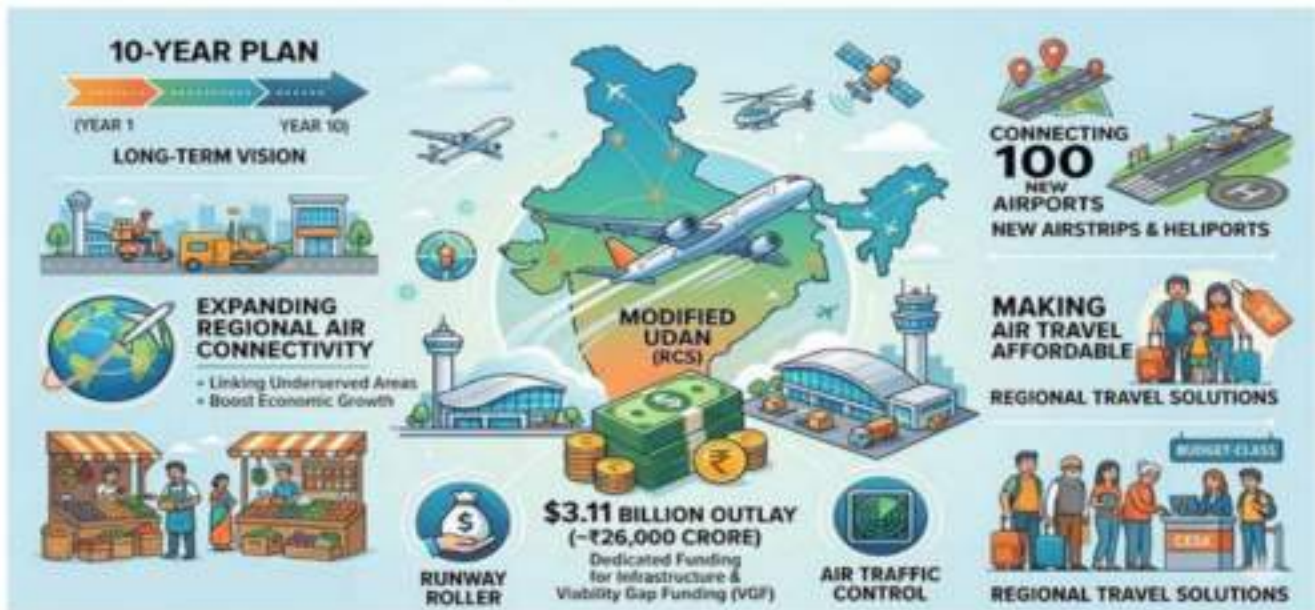 10-YEAR PLAN
(YEAR 1
YEAR 10)
LONG-TERM VISION
EXPANDING
REGIONAL AIR
CONNECTIVITY
• Linking Underserved Areas
• Boost Economic Growth
MODIFIED
UDAN
(RCS)
$
₹
$
RUNWAY
ROLLER
$3.11 BILLION OUTLAY
(~₹26,000 CRORE)
Dedicated Funding
for Infrastructure &
Viability Gap Funding (VGF)
AIR TRAFFIC
CONTROL
CONNECTING
100
NEW
AIRPORTS
H
NEW AIRSTRIPS & HELIPORTS
MAKING
AIR TRAVEL
AFFORDABLE
REGIONAL TRAVEL SOLUTIONS
BUDGET CLASS
REGIONAL TRAVEL SOLUTIONS